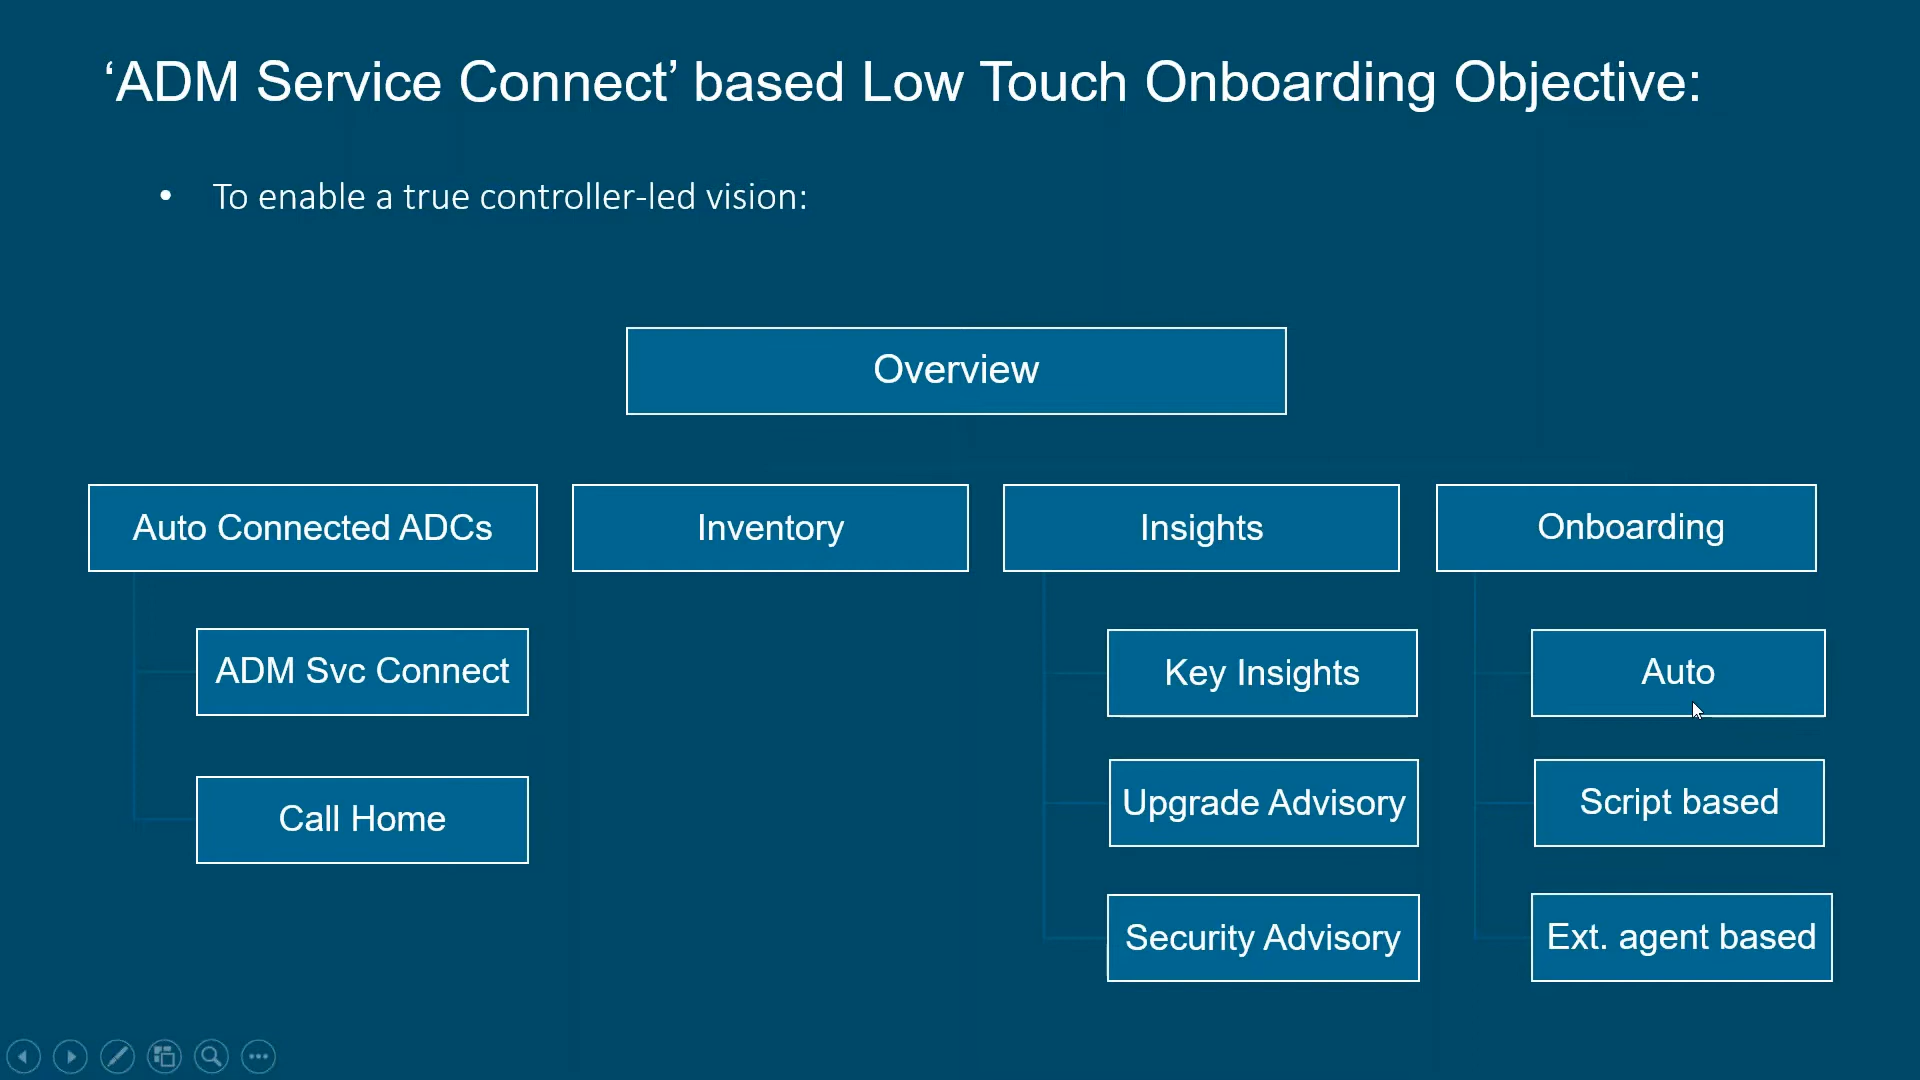 ‘ADM Service Connect’ based Low Touch Onboarding Objective:
• To enable a true controller-led vision:
Overview
Auto Connected ADCs
Inventory
Insights
Onboarding
ADM Svc Connect
Call Home
Key Insights
Upgrade Advisory
Security Advisory
Auto
Script based
Ext. agent based